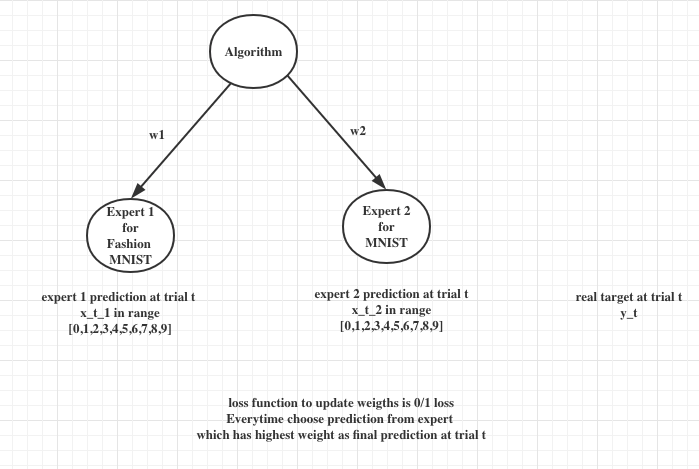 Algorithm
w1
w2
Expert 1
for
Fashion
MNIST
Expert 2
for
MNIST
expert 1 prediction at trial t
x_t_1 in range
[0,1,2,3,4,5,6,7,8,9]
expert 2 prediction at trial t
x_t_2 in range
[0,1,2,3,4,5,6,7,8,9]
real target at trial t
y_t
loss function to update weigths is 0/1 loss
Everytime choose prediction from expert
which has highest weight as final prediction at trial t